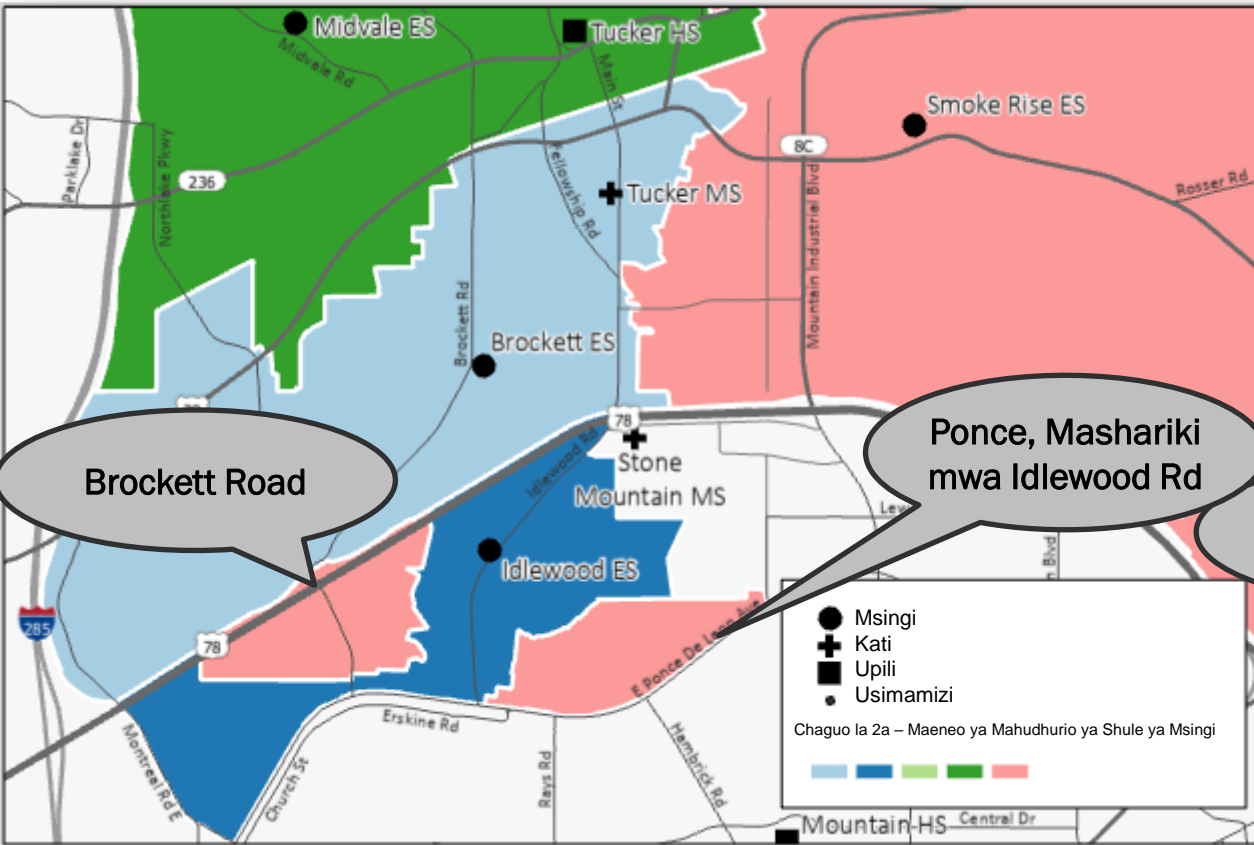 Midvale ES
Tucker HS
Midvale Rd
Main St
Smoke Rise ES
Parklake Dr
Northlake Pkwy
8C
236
Fellowship Rd
Tucker MS
Rosser Rd
Mountain Industrial Blvd
Brockett Rd
Brockett ES
78
Idlewood Rd
Stone
Mountain MS
Brockett Road
Ponce, Mashariki
mwa Idlewood Rd
Idlewood ES
285
78
E Ponce De Leon Ave
Msingi
Kati
Upili
Usimamizi
Chaguo la 2a – Maeneo ya Mahudhurio ya Shule ya Msingi
Erskine Rd
Montreal Rd E
Church St
Rays Rd
Hambrick Rd
Mountain HS
Central Dr